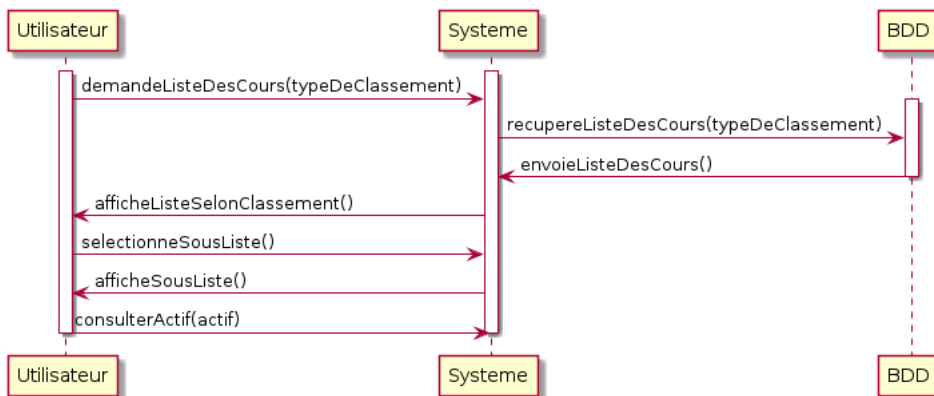 Utilisateur
Systeme
BDD
demandeListeDesCours(typeDeClassement)
recupereListeDesCours(typeDeClassement)
envoieListeDesCours()
afficheListeSelonClassement()
selectionneSousListe()
afficheSousListe()
consulterActif(actif)
Utilisateur
Systeme
BDD